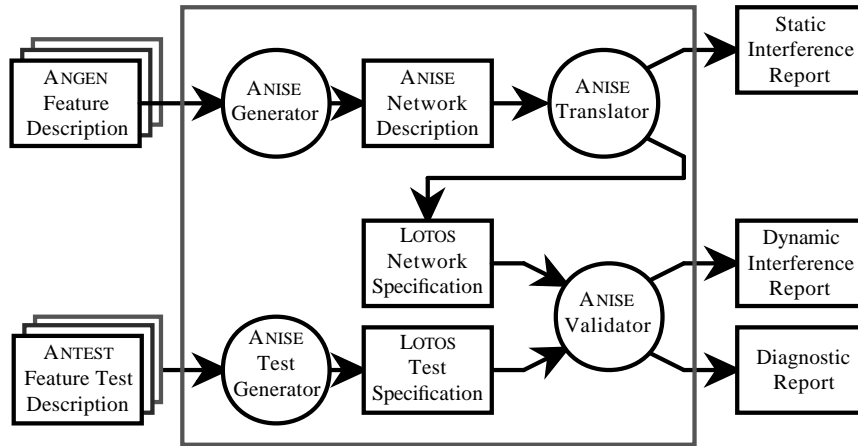 ANGEN
Feature
Description
ANISE
Generator
ANISE
Network
Description
ANISE
Translator
Static
Interference
Report
LOTOS
Network
Specification
Dynamic
Interference
Report
ANISE
Validator
ANTEST
Feature Test
Description
ANISE
Test
Generator
LOTOS
Test
Specification
Diagnostic
Report